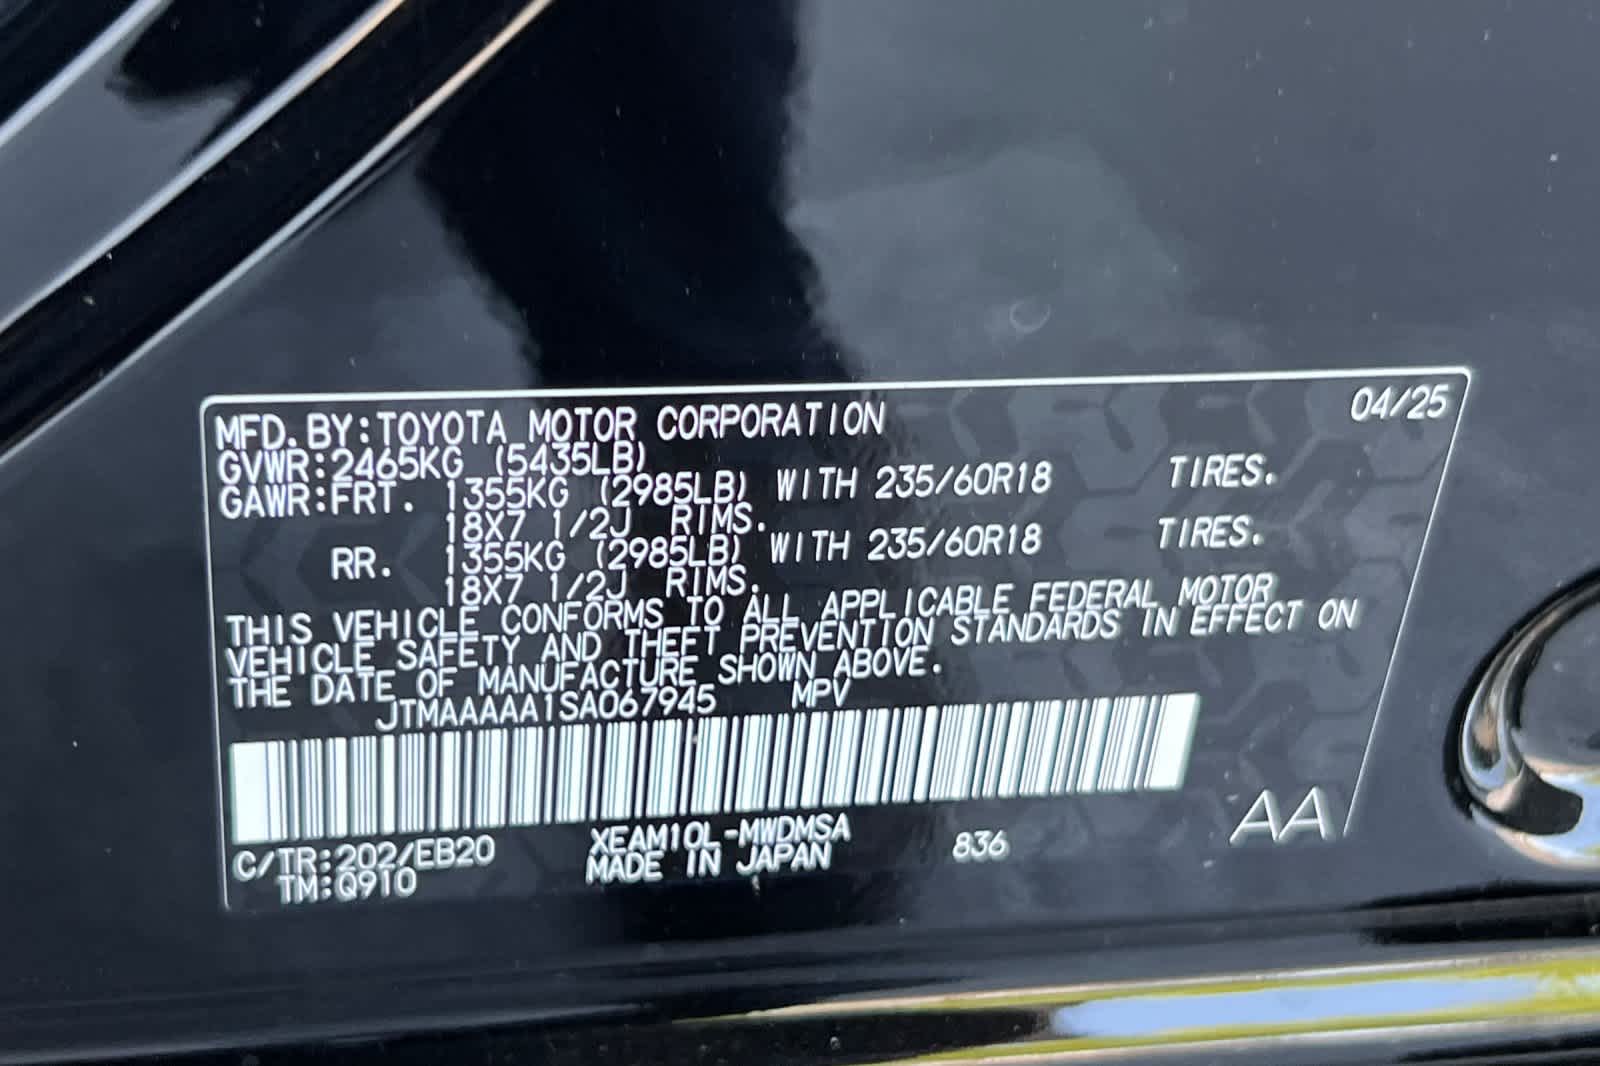 04/25
MFD. BY:TOYOTA MOTOR CORPORATION
GVWR:2465KG (5435LB)
GAWR:FRT. 1355KG (2985LB) WITH 235/60R18 TIRES.
18X7 1/2J RIMS.
RR. 1355KG (2985LB) WITH 235/60R18 TIRES.
18X7 1/2J RIMS.
THIS VEHICLE CONFORMS TO ALL APPLICABLE FEDERAL MOTOR
VEHICLE SAFETY AND THEFT PREVENTION STANDARDS IN EFFECT ON
THE DATE OF MANUFACTURE SHOWN ABOVE.
JTMAAAAA1SA067945 MPV
C/TR:202/EB20 XEAM10L-MWDMSA 836 AA
TM:Q910 MADE IN JAPAN